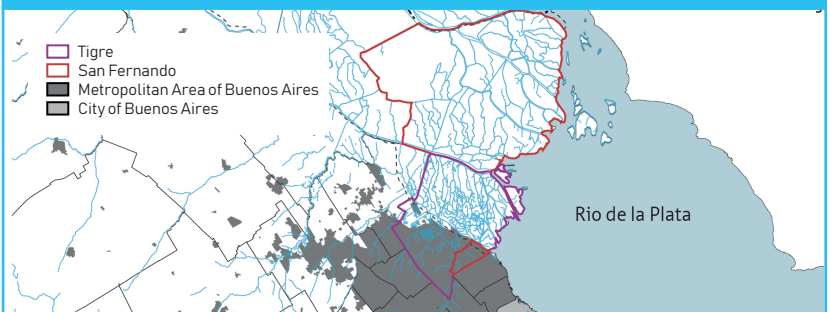 Tigre
San Fernando
Metropolitan Area of Buenos Aires
City of Buenos Aires
Rio de la Plata